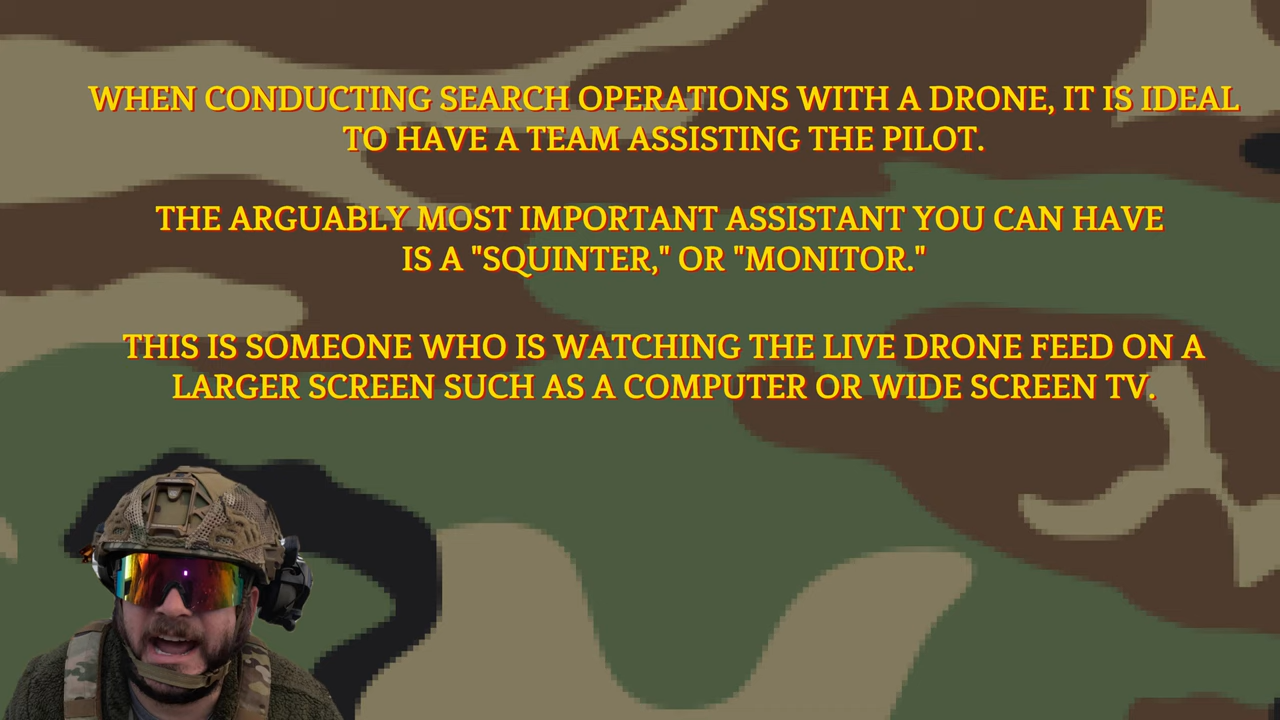 WHEN CONDUCTING SEARCH OPERATIONS WITH A DRONE, IT IS IDEAL
TO HAVE A TEAM ASSISTING THE PILOT.
THE ARGUABLY MOST IMPORTANT ASSISTANT YOU CAN HAVE
IS A "SQUINTER," OR "MONITOR."
THIS IS SOMEONE WHO IS WATCHING THE LIVE DRONE FEED ON A
LARGER SCREEN SUCH AS A COMPUTER OR WIDE SCREEN TV.